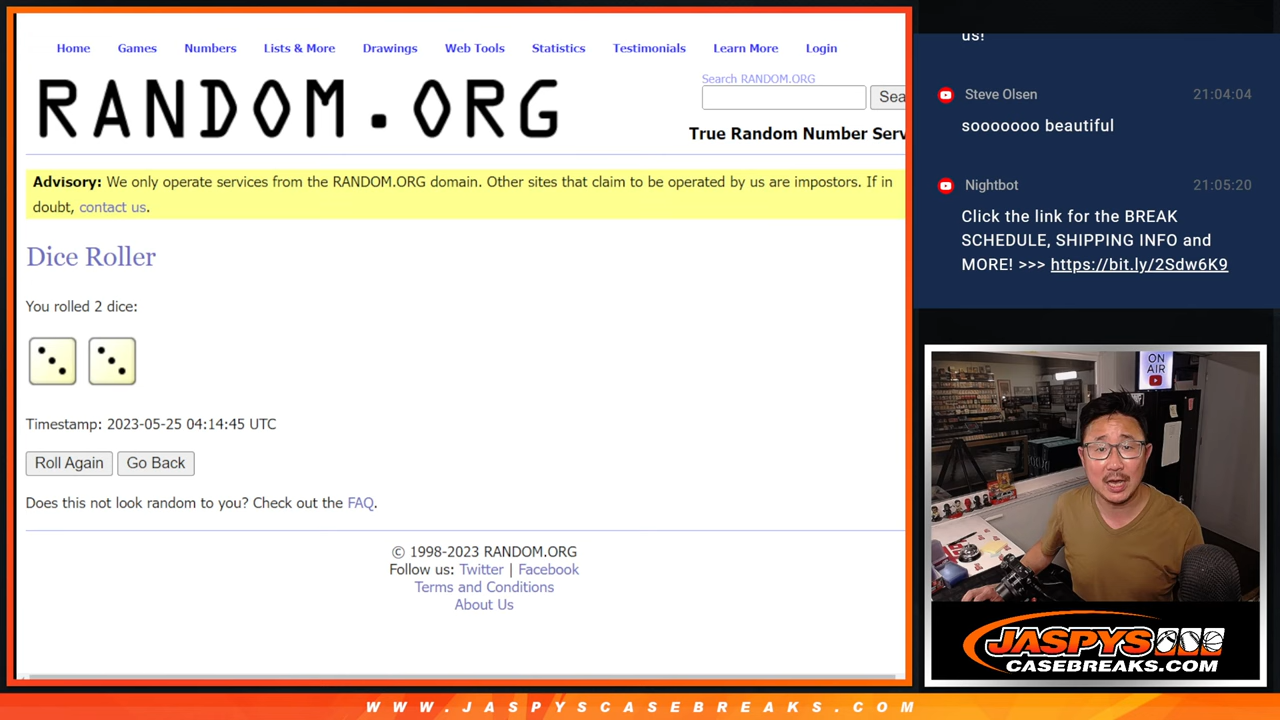 Home Games Numbers Lists & More Drawings Web Tools Statistics Testimonials Learn More Login
RANDOM.ORG
Search RANDOM.ORG
Sea
True Random Number Serv
Advisory: We only operate services from the RANDOM.ORG domain. Other sites that claim to be operated by us are impostors. If in
doubt, contact us.
Dice Roller
You rolled 2 dice:
Timestamp: 2023-05-25 04:14:45 UTC
Roll Again Go Back
Does this not look random to you? Check out the FAQ.
© 1998-2023 RANDOM.ORG
Follow us: Twitter | Facebook
Terms and Conditions
About Us
us!
Steve Olsen 21:04:04
sooooooo beautiful
Nightbot 21:05:20
Click the link for the BREAK
SCHEDULE, SHIPPING INFO and
MORE! >>> https://bit.ly/2Sdw6K9
ON
AIR
JASPYS
CASEBREAKS.COM
WWW.JASPYSCASEBREAKS.COM